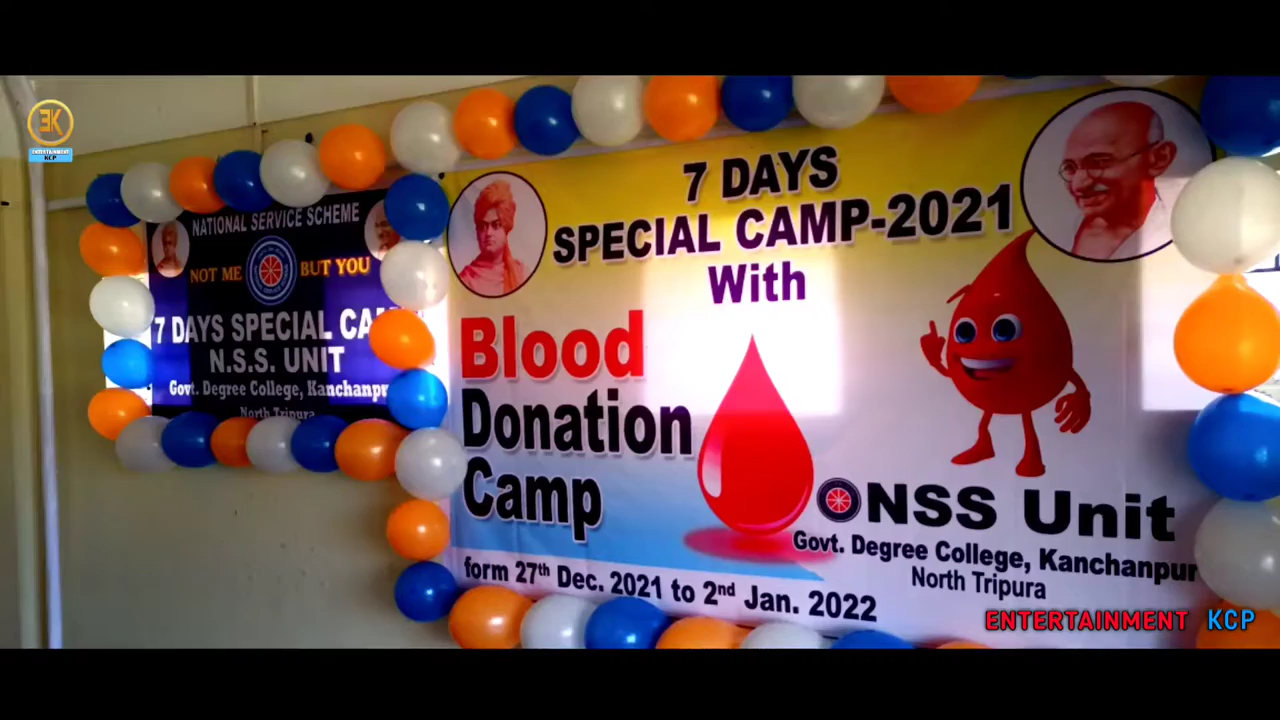 EK
ENTERTAINMENT
KCP
NATIONAL SERVICE SCHEME
NOT ME BUT YOU
7 DAYS SPECIAL CA
N.S.S. UNIT
Govt. Degree College, Kanchanpu
North Tripura
7 DAYS
SPECIAL CAMP-2021
With
Blood
Donation
Camp
NSS Unit
Govt. Degree College, Kanchanpur
North Tripura
form 27th Dec. 2021 to 2nd Jan. 2022
ENTERTAINMENT KCP